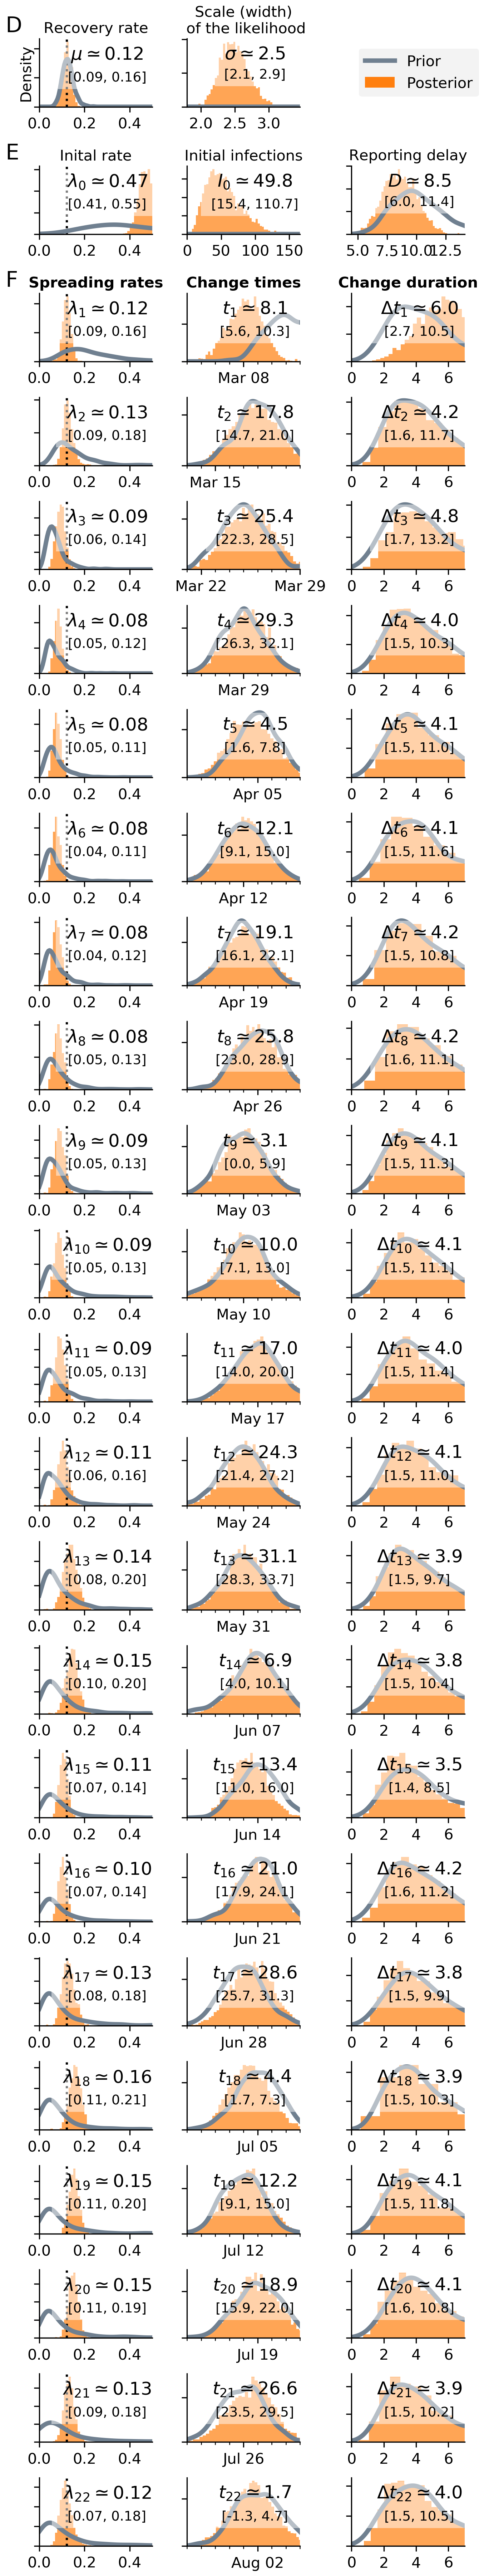 D
Recovery rate
Scale (width)
of the likelihood
Density
μ≃0.12 σ≃2.5
[0.09, 0.16] [2.1, 2.9]
Prior
Posterior
0.0 0.2 0.4 2.0 2.5 3.0
E
Inital rate Initial infections Reporting delay
λ0≃0.47 I0≃49.8 D≃8.5
[0.41, 0.55] [15.4, 110.7] [6.0, 11.4]
0.0 0.2 0.4 0 50 100 150 5.0 7.5 10.0 12.5
F
Spreading rates Change times Change duration
λ1≃0.12 t1≃8.1 Δt1≃6.0
[0.09, 0.16] [5.6, 10.3] [2.7, 10.5]
0.0 0.2 0.4 Mar 08 0 2 4 6
λ2≃0.13 t2≃17.8 Δt2≃4.2
[0.09, 0.18] [14.7, 21.0] [1.6, 11.7]
0.0 0.2 0.4 Mar 15 0 2 4 6
λ3≃0.09 t3≃25.4 Δt3≃4.8
[0.06, 0.14] [22.3, 28.5] [1.7, 13.2]
0.0 0.2 0.4 Mar 22 Mar 29 0 2 4 6
λ4≃0.08 t4≃29.3 Δt4≃4.0
[0.05, 0.12] [26.3, 32.1] [1.5, 10.3]
0.0 0.2 0.4 Mar 29 0 2 4 6
λ5≃0.08 t5≃4.5 Δt5≃4.1
[0.05, 0.11] [1.6, 7.8] [1.5, 11.0]
0.0 0.2 0.4 Apr 05 0 2 4 6
λ6≃0.08 t6≃12.1 Δt6≃4.1
[0.04, 0.11] [9.1, 15.0] [1.5, 11.6]
0.0 0.2 0.4 Apr 12 0 2 4 6
λ7≃0.08 t7≃19.1 Δt7≃4.2
[0.04, 0.12] [16.1, 22.1] [1.5, 10.8]
0.0 0.2 0.4 Apr 19 0 2 4 6
λ8≃0.08 t8≃25.8 Δt8≃4.2
[0.05, 0.13] [23.0, 28.9] [1.6, 11.1]
0.0 0.2 0.4 Apr 26 0 2 4 6
λ9≃0.09 t9≃3.1 Δt9≃4.1
[0.05, 0.13] [0.0, 5.9] [1.5, 11.3]
0.0 0.2 0.4 May 03 0 2 4 6
λ10≃0.09 t10≃10.0 Δt10≃4.1
[0.05, 0.13] [7.1, 13.0] [1.5, 11.1]
0.0 0.2 0.4 May 10 0 2 4 6
λ11≃0.09 t11≃17.0 Δt11≃4.0
[0.05, 0.13] [14.0, 20.0] [1.5, 11.4]
0.0 0.2 0.4 May 17 0 2 4 6
λ12≃0.11 t12≃24.3 Δt12≃4.1
[0.06, 0.16] [21.4, 27.2] [1.5, 11.0]
0.0 0.2 0.4 May 24 0 2 4 6
λ13≃0.14 t13≃31.1 Δt13≃3.9
[0.08, 0.20] [28.3, 33.7] [1.5, 9.7]
0.0 0.2 0.4 May 31 0 2 4 6
λ14≃0.15 t14≃6.9 Δt14≃3.8
[0.10, 0.20] [4.0, 10.1] [1.5, 10.4]
0.0 0.2 0.4 Jun 07 0 2 4 6
λ15≃0.11 t15≃13.4 Δt15≃3.5
[0.07, 0.14] [11.0, 16.0] [1.4, 8.5]
0.0 0.2 0.4 Jun 14 0 2 4 6
λ16≃0.10 t16≃21.0 Δt16≃4.2
[0.07, 0.14] [17.9, 24.1] [1.6, 11.2]
0.0 0.2 0.4 Jun 21 0 2 4 6
λ17≃0.13 t17≃28.6 Δt17≃3.8
[0.08, 0.18] [25.7, 31.3] [1.5, 9.9]
0.0 0.2 0.4 Jun 28 0 2 4 6
λ18≃0.16 t18≃4.4 Δt18≃3.9
[0.11, 0.21] [1.7, 7.3] [1.5, 10.3]
0.0 0.2 0.4 Jul 05 0 2 4 6
λ19≃0.15 t19≃12.2 Δt19≃4.1
[0.11, 0.20] [9.1, 15.0] [1.5, 11.8]
0.0 0.2 0.4 Jul 12 0 2 4 6
λ20≃0.15 t20≃18.9 Δt20≃4.1
[0.11, 0.19] [15.9, 22.0] [1.6, 10.8]
0.0 0.2 0.4 Jul 19 0 2 4 6
λ21≃0.13 t21≃26.6 Δt21≃3.9
[0.09, 0.18] [23.5, 29.5] [1.5, 10.2]
0.0 0.2 0.4 Jul 26 0 2 4 6
λ22≃0.12 t22≃1.7 Δt22≃4.0
[0.07, 0.18] [-1.3, 4.7] [1.5, 10.5]
0.0 0.2 0.4 Aug 02 0 2 4 6